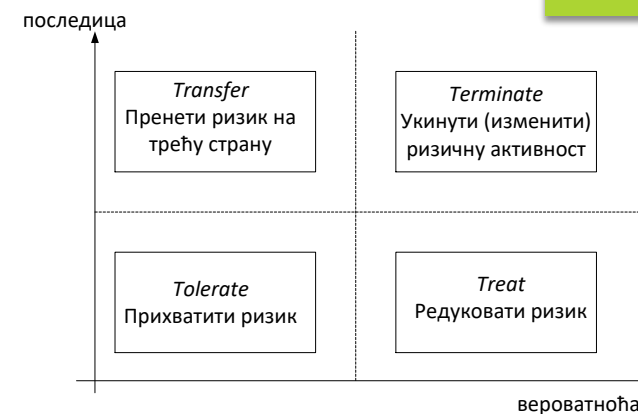 последица
Transfer
Пренети ризик на
трећу страну
Terminate
Укинути (изменити)
ризичну активност
Tolerate
Прихватити ризик
Treat
Редуковати ризик
вероватноћа